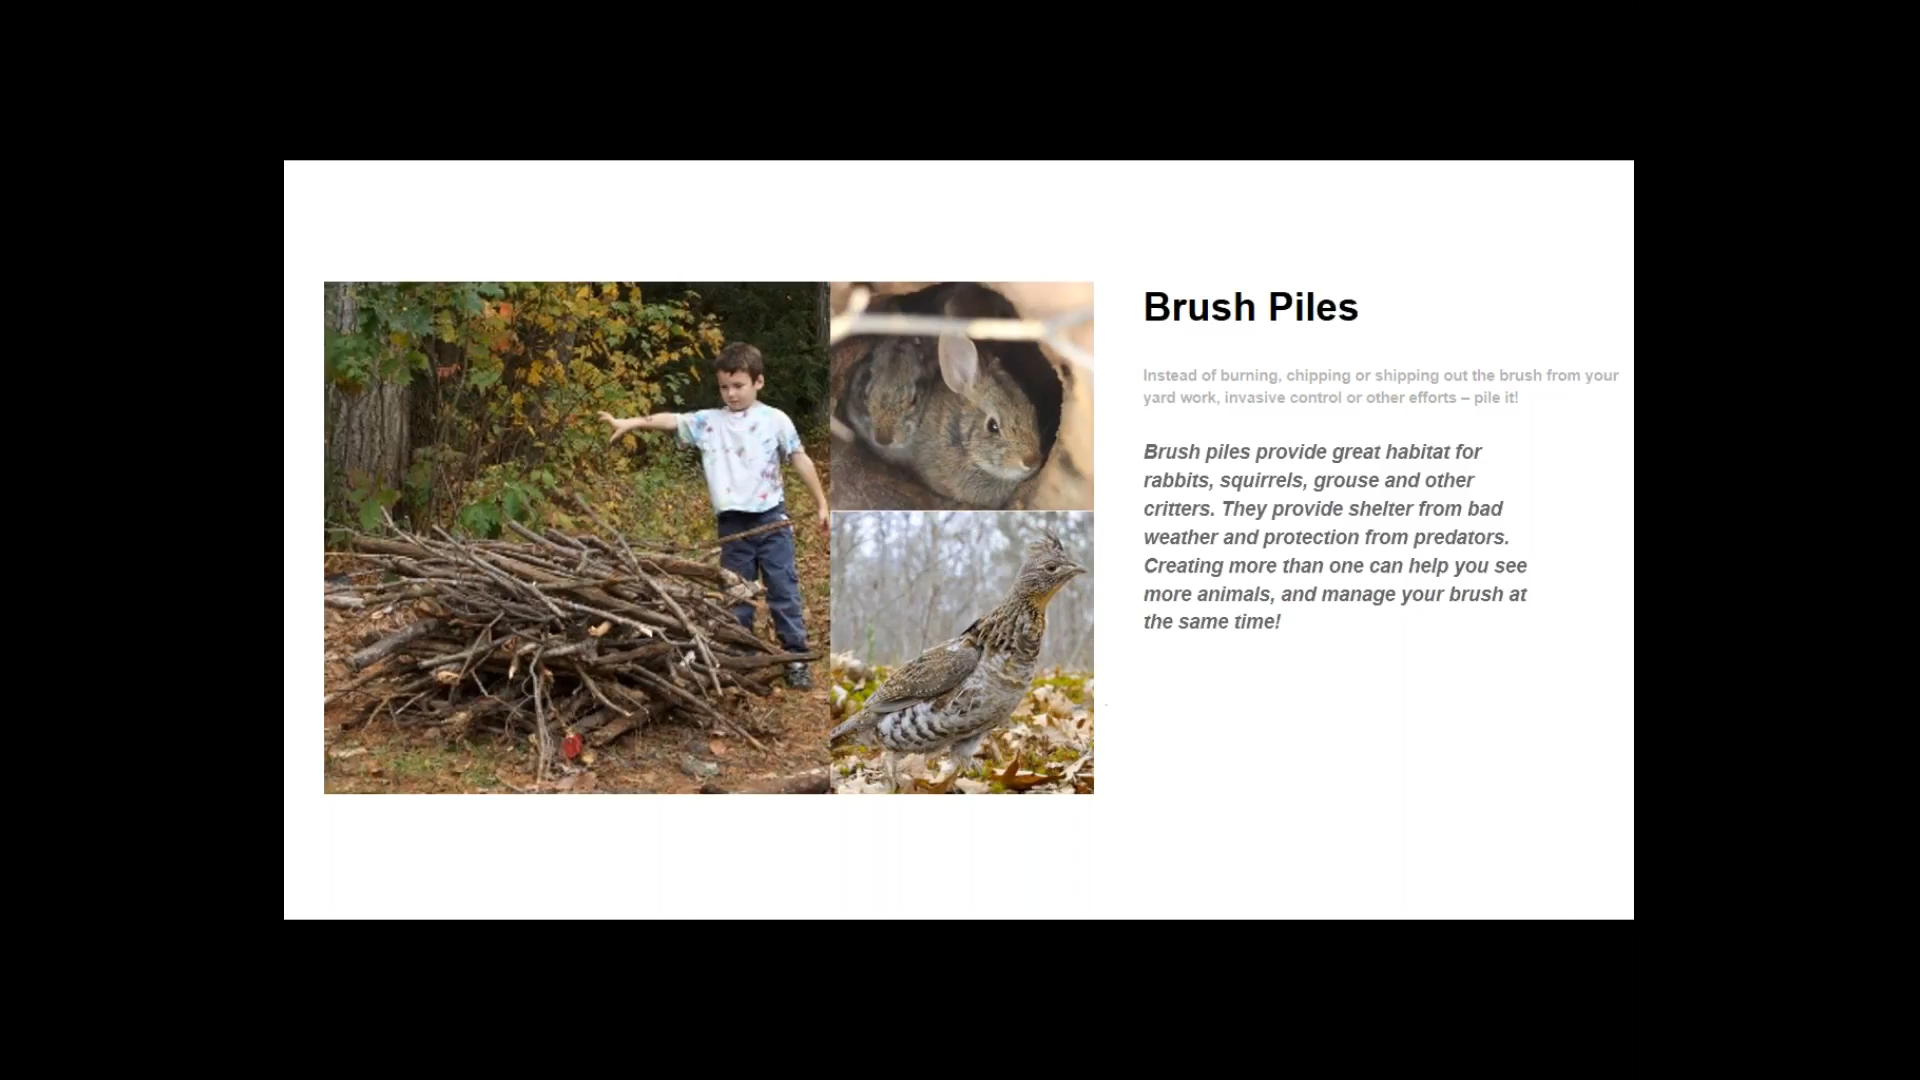 Brush Piles
Instead of burning, chipping or shipping out the brush from your
yard work, invasive control or other efforts – pile it!
Brush piles provide great habitat for
rabbits, squirrels, grouse and other
critters. They provide shelter from bad
weather and protection from predators.
Creating more than one can help you see
more animals, and manage your brush at
the same time!